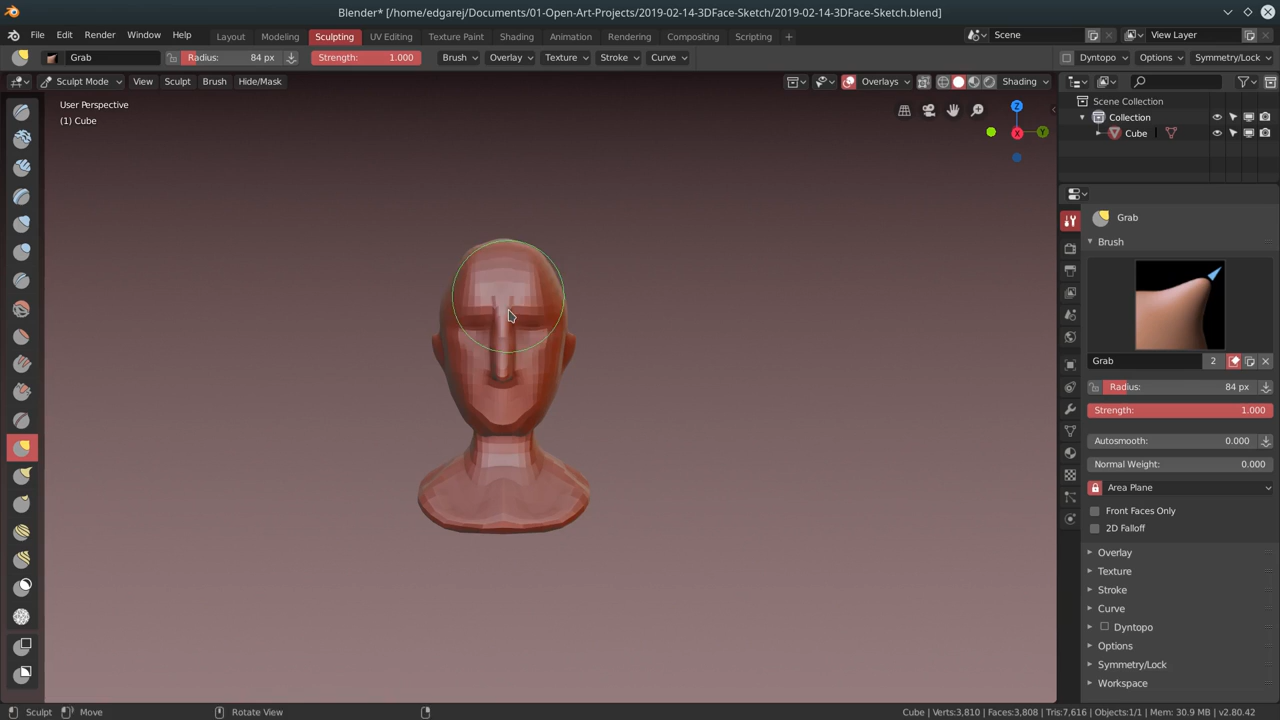 Blender* [/home/edgarej/Documents/01-Open-Art-Projects/2019-02-14-3DFace-Sketch/2019-02-14-3DFace-Sketch.blend]
File Edit Render Window Help Layout Modeling Sculpting UV Editing Texture Paint Shading Animation Rendering Compositing Scripting + Scene View Layer
Grab Radius: 84 px Strength: 1.000 Brush Overlay Texture Stroke Curve Dyntopo Options Symmetry/Lock
Sculpt Mode View Sculpt Brush Hide/Mask Overlays Shading
User Perspective
(1) Cube
Z
X
Y
Scene Collection
Collection
Cube
Grab
Brush
Grab 2
Radius: 84 px
Strength: 1.000
Autosmooth: 0.000
Normal Weight: 0.000
Area Plane
Front Faces Only
2D Falloff
Overlay
Texture
Stroke
Curve
Dyntopo
Options
Symmetry/Lock
Workspace
Sculpt Move Rotate View Cube | Verts:3,810 | Faces:3,808 | Tris:7,616 | Objects:1/1 | Mem: 30.9 MB | v2.80.42